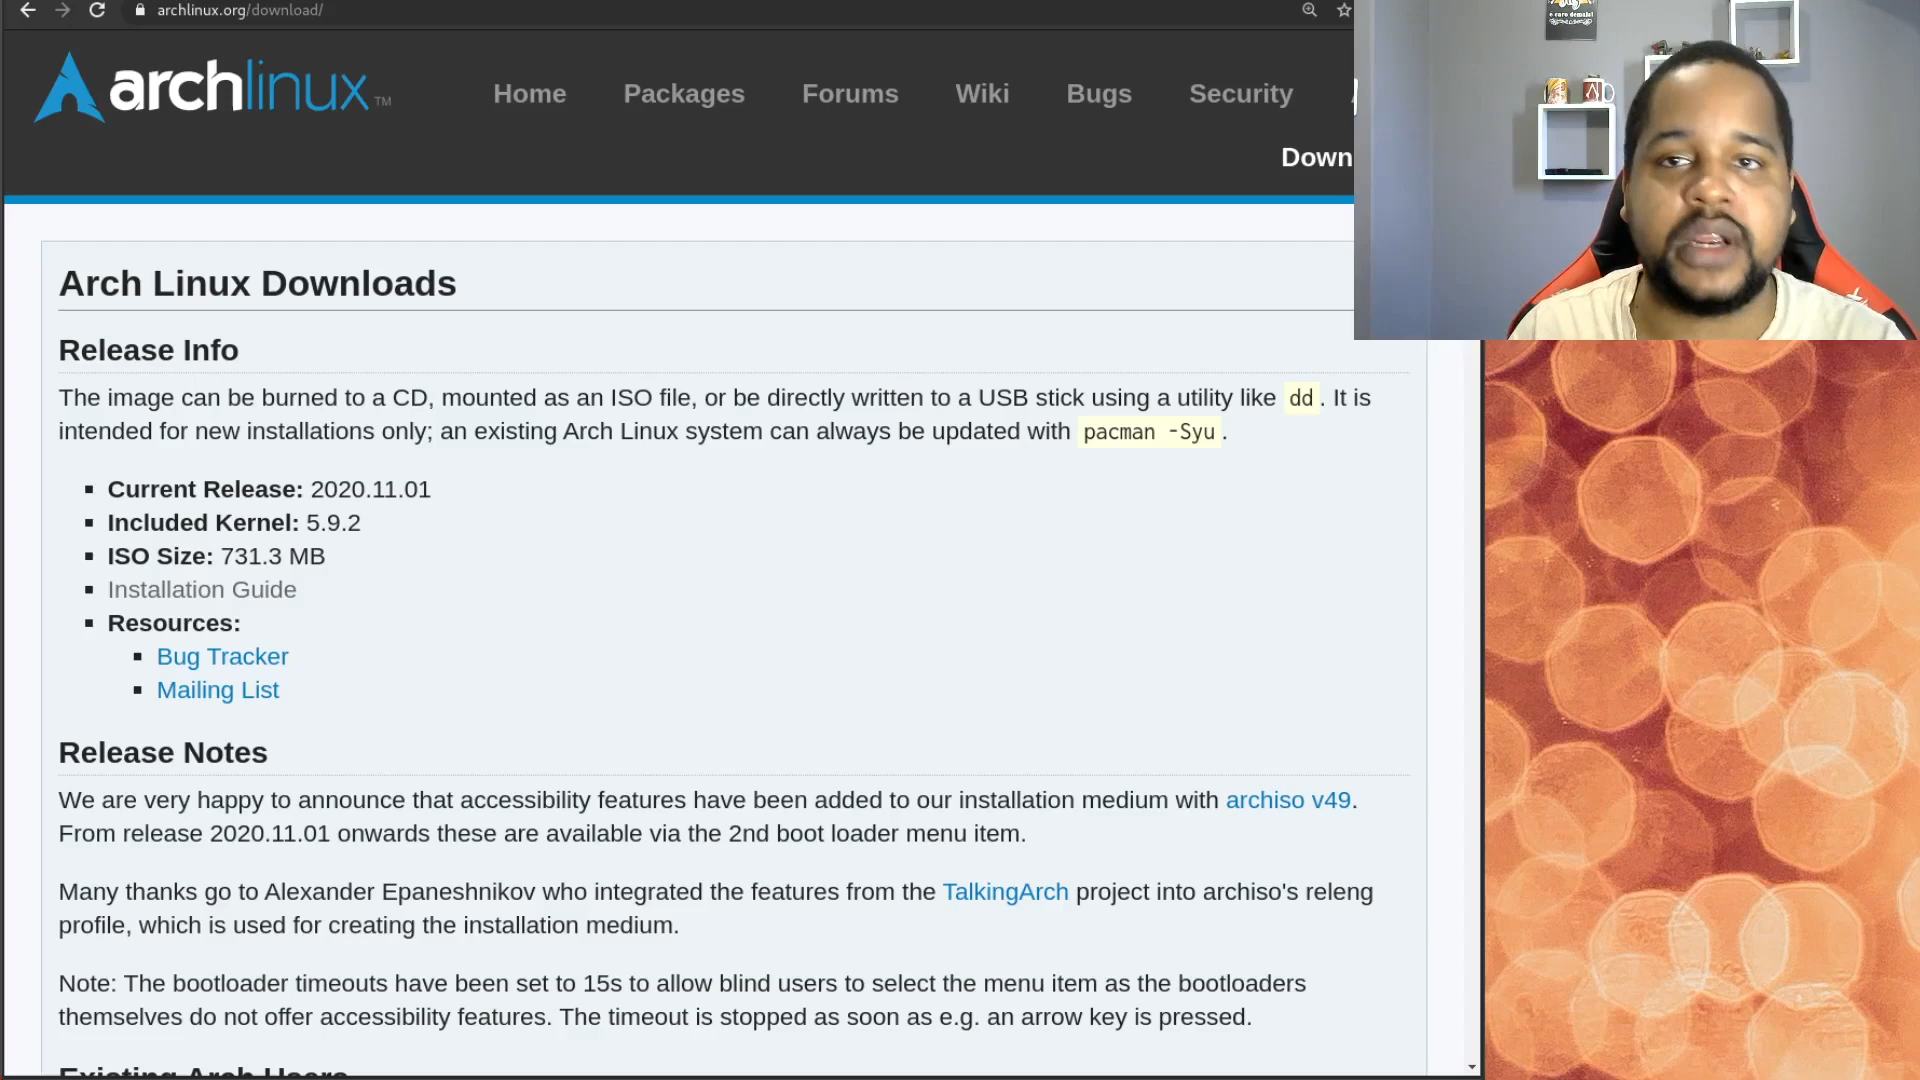 archlinux.org/download/
archlinux™
Home Packages Forums Wiki Bugs Security
Down
Arch Linux Downloads
Release Info
The image can be burned to a CD, mounted as an ISO file, or be directly written to a USB stick using a utility like dd. It is
intended for new installations only; an existing Arch Linux system can always be updated with pacman -Syu.
Current Release: 2020.11.01
Included Kernel: 5.9.2
ISO Size: 731.3 MB
Installation Guide
Resources:
Bug Tracker
Mailing List
Release Notes
We are very happy to announce that accessibility features have been added to our installation medium with archiso v49.
From release 2020.11.01 onwards these are available via the 2nd boot loader menu item.
Many thanks go to Alexander Epaneshnikov who integrated the features from the TalkingArch project into archiso's releng
profile, which is used for creating the installation medium.
Note: The bootloader timeouts have been set to 15s to allow blind users to select the menu item as the bootloaders
themselves do not offer accessibility features. The timeout is stopped as soon as e.g. an arrow key is pressed.
Existing Arch Users